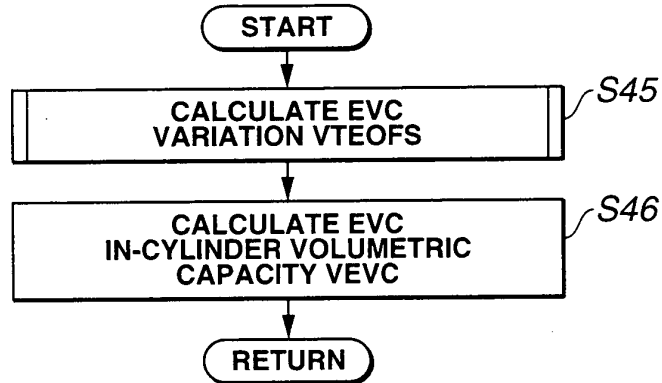 START
CALCULATE EVC
VARIATION VTEOFS
S45
CALCULATE EVC
IN-CYLINDER VOLUMETRIC
CAPACITY VEVC
S46
RETURN